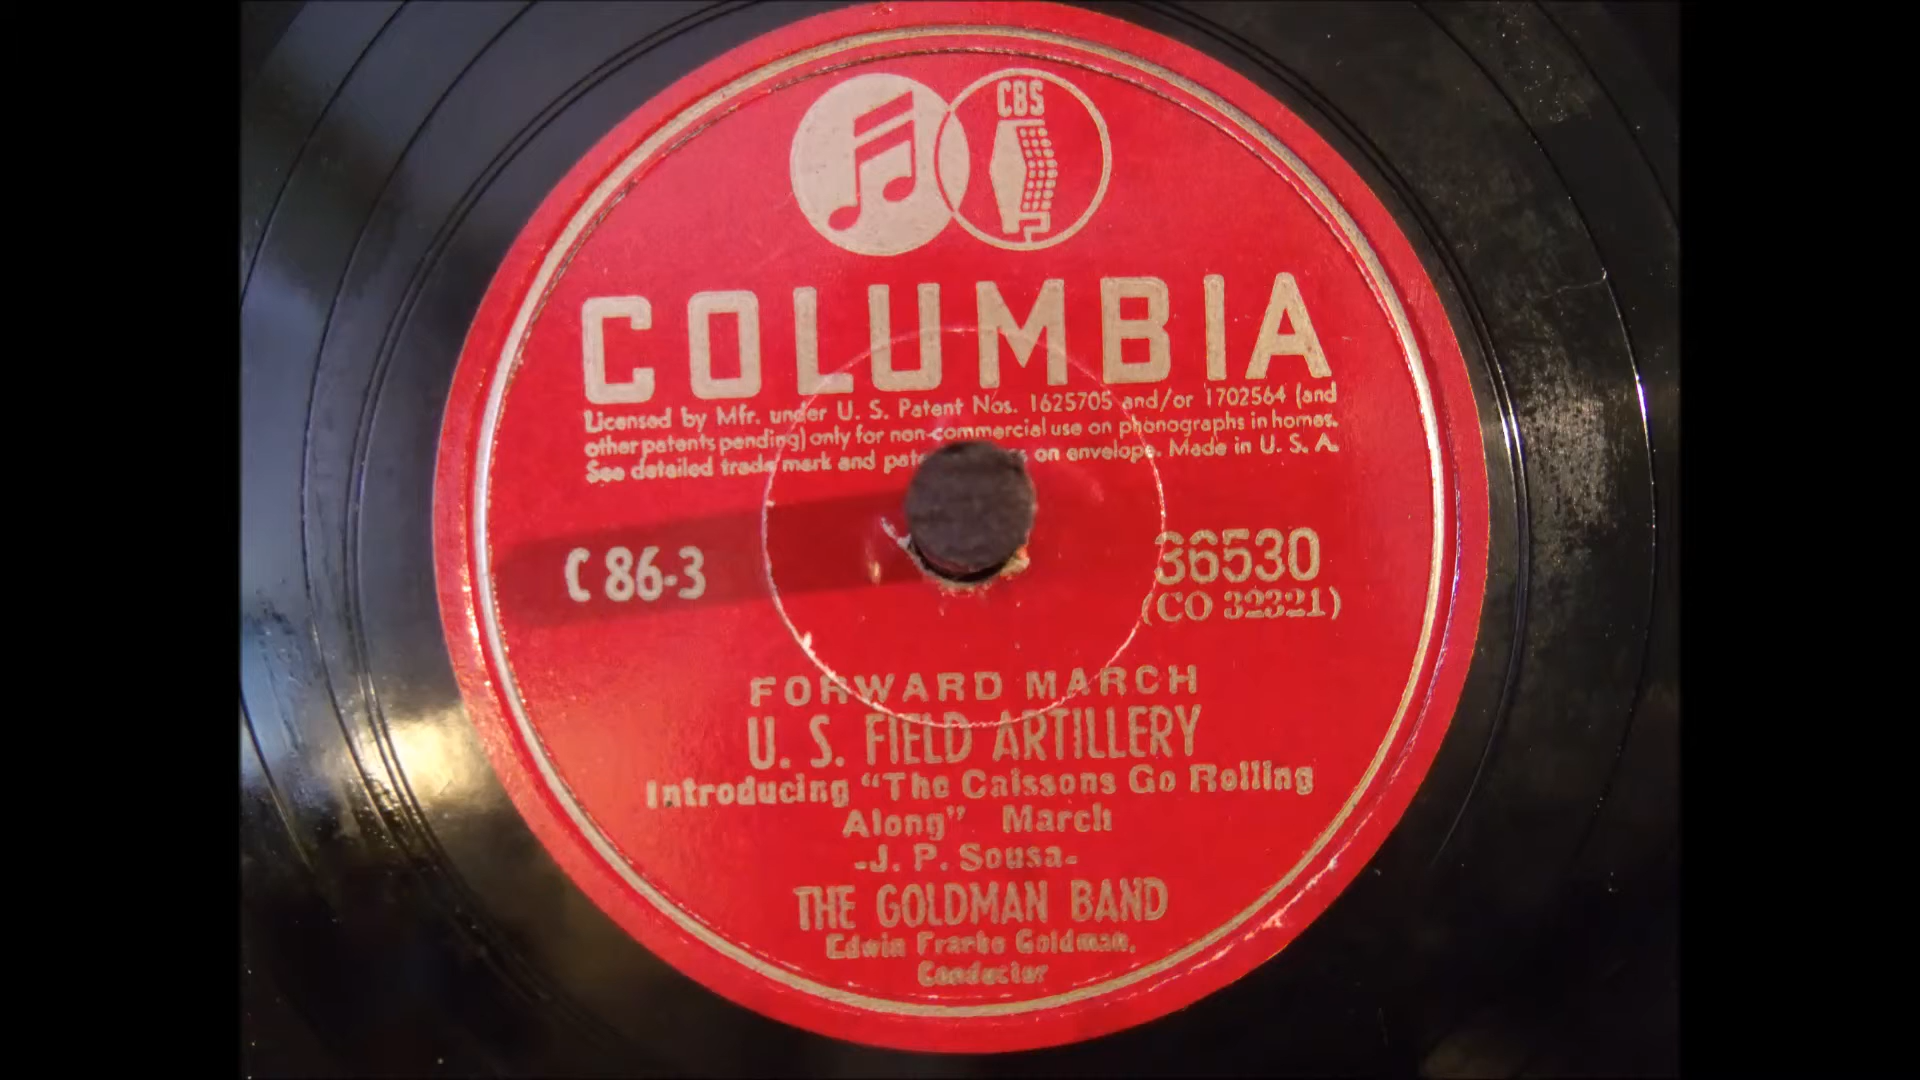 CBS
COLUMBIA
Licensed by Mfr. under U. S. Patent Nos. 1625705 and/or 1702564 (and
other patents pending) only for non-commercial use on phonographs in homes.
See detailed trade mark and on envelope. Made in U. S. A.
C 86-3
36530
(CO 32321)
FORWARD MARCH
U. S. FIELD ARTILLERY
Introducing “The Caissons Go Rolling
Along” March
-J. P. Sousa-
THE GOLDMAN BAND
Edwin Franko Goldman,
Conductor